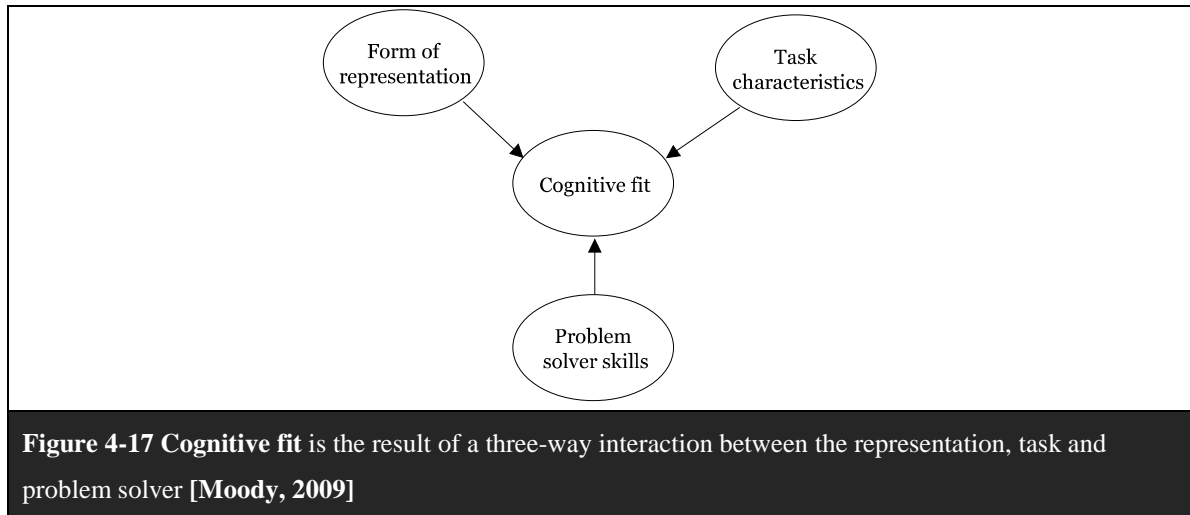 Form of
representation
Task
characteristics
Cognitive fit
Problem
solver skills
Figure 4-17 Cognitive fit is the result of a three-way interaction between the representation, task and
problem solver [Moody, 2009]